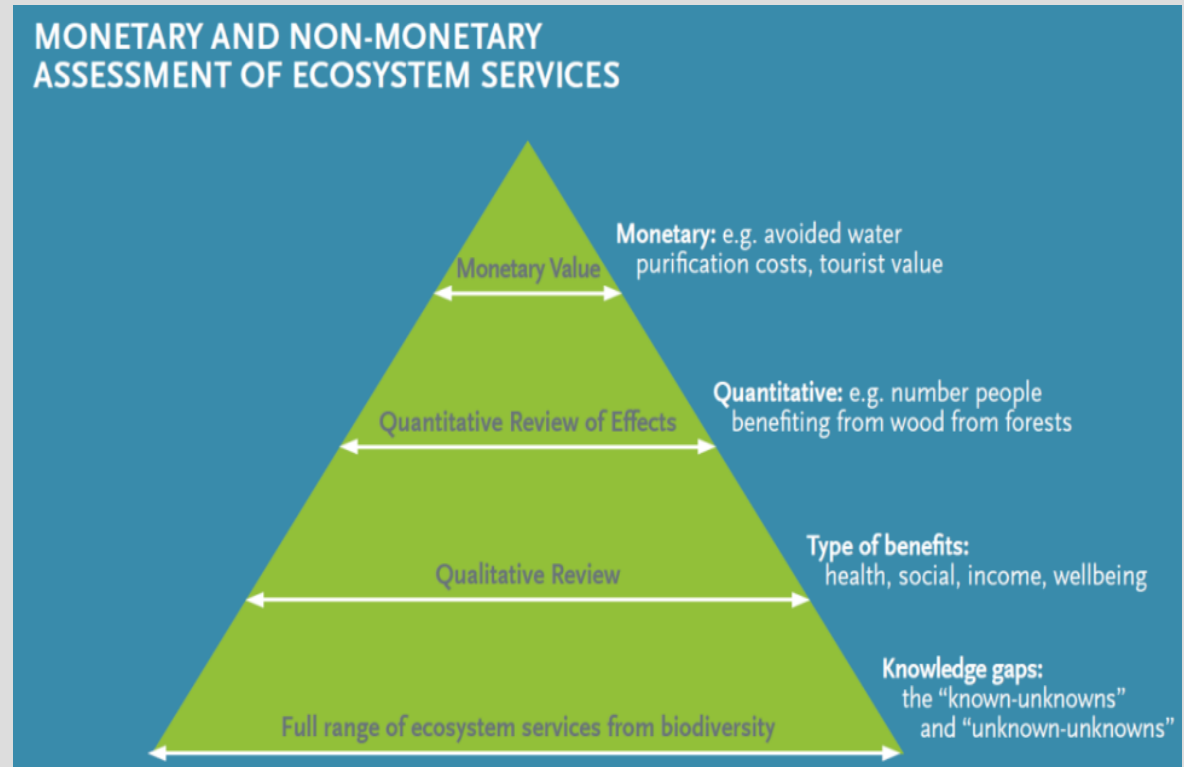 MONETARY AND NON-MONETARY
ASSESSMENT OF ECOSYSTEM SERVICES
Monetary Value
Monetary: e.g. avoided water
purification costs, tourist value
Quantitative Review of Effects
Quantitative: e.g. number people
benefiting from wood from forests
Qualitative Review
Type of benefits:
health, social, income, wellbeing
Full range of ecosystem services from biodiversity
Knowledge gaps:
the “known-unknowns”
and “unknown-unknowns”